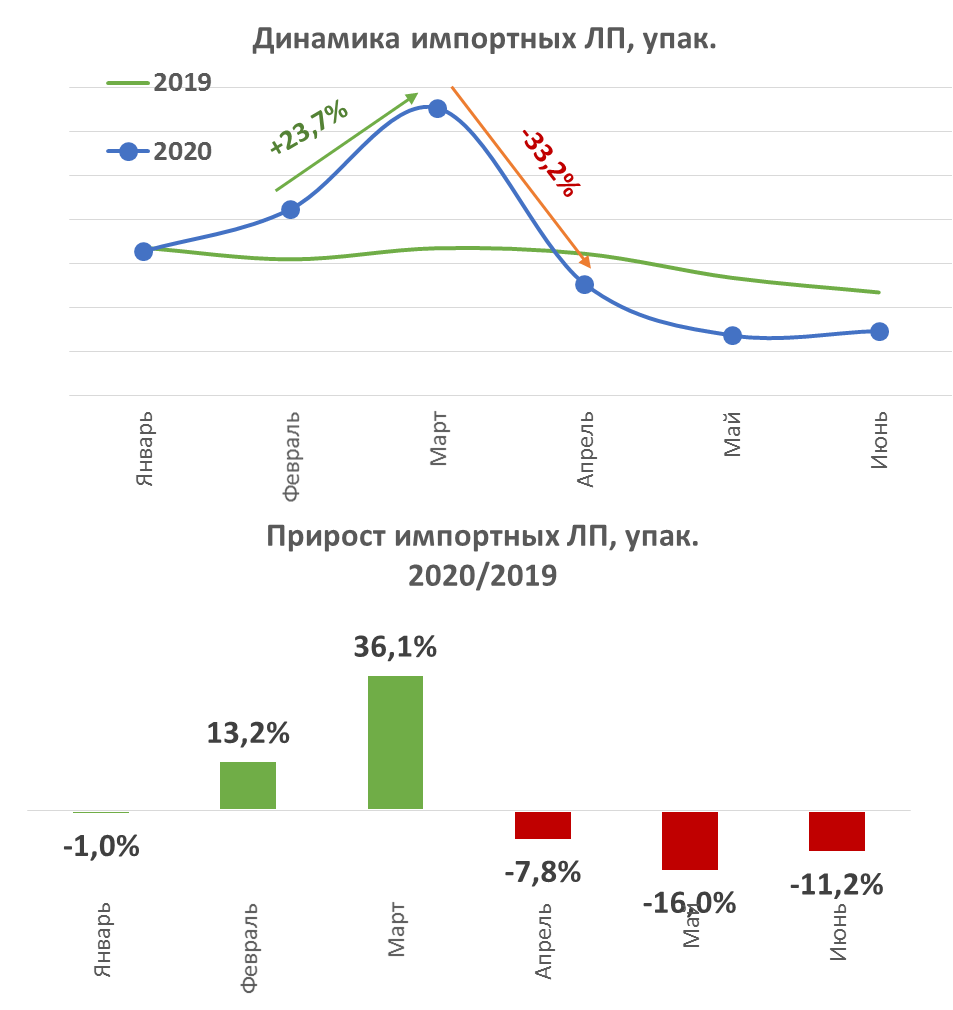 Динамика импортных ЛП, упак.
2019
2020
+23,7%
-33,2%
Январь
Февраль
Март
Апрель
Май
Июнь
Прирост импортных ЛП, упак.
2020/2019
-1,0%
13,2%
36,1%
-7,8%
-16,0%
-11,2%
Январь
Февраль
Март
Апрель
Май
Июнь